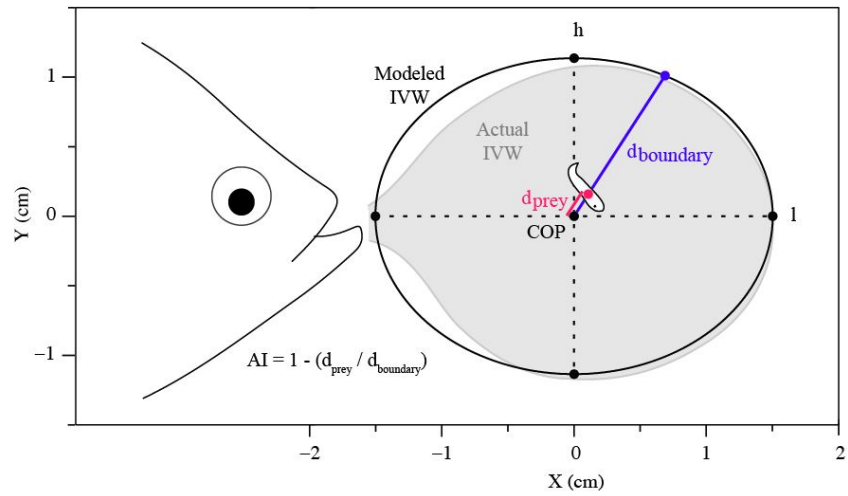 h
Modeled
IVW
Actual
IVW
d_boundary
d_prey
COP
l
AI = 1 - (d_prey / d_boundary)
1
0
−1
Y (cm)
−2
−1
0
1
2
X (cm)